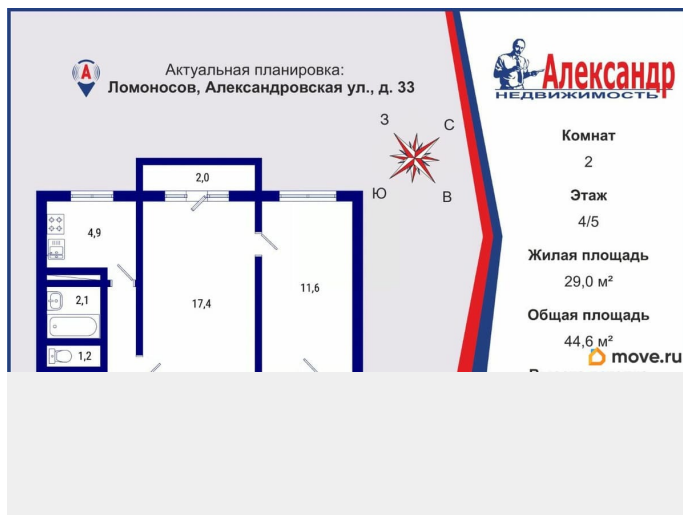 Актуальная планировка:
Ломоносов, Александровская ул., д. 33
А
Александр
НЕДВИЖИМОСТЬ
З
С
Ю
В
2,0
4,9
17,4
11,6
2,1
1,2
Комнат
2
Этаж
4/5
Жилая площадь
29,0 м²
Общая площадь
44,6 м²
move.ru